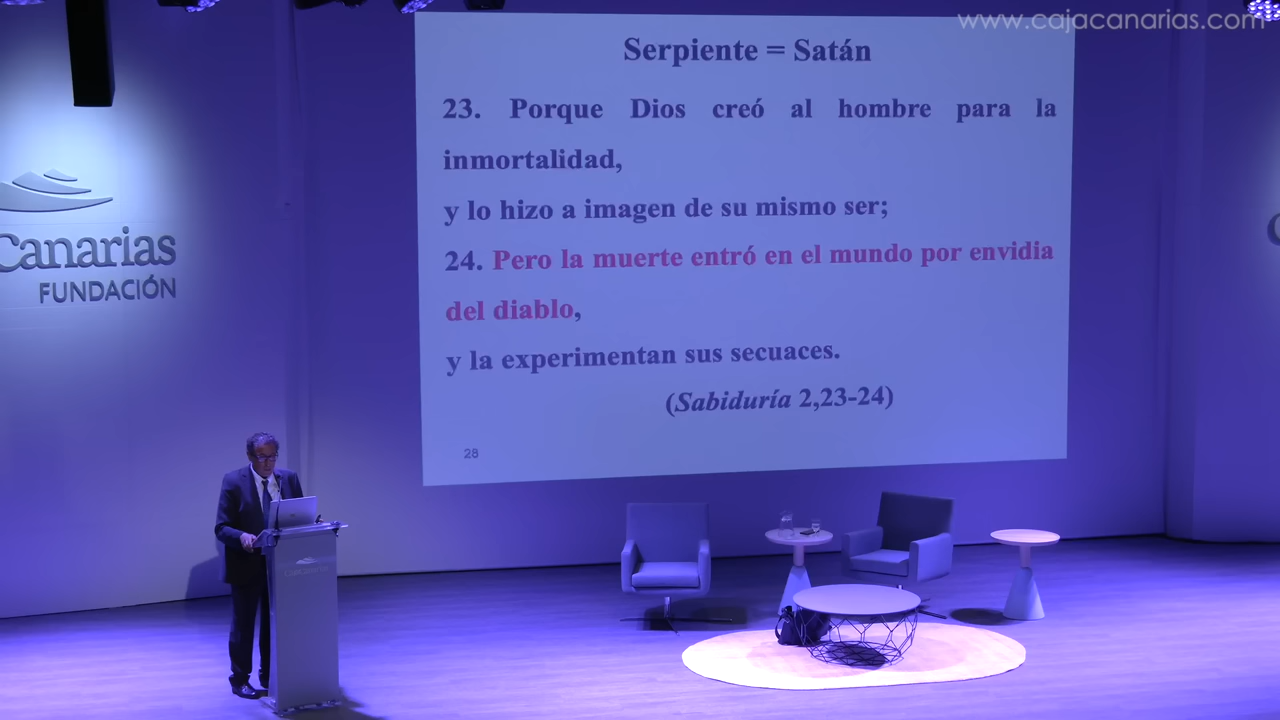 www.cajacanarias.com
Serpiente = Satán
23. Porque Dios creó al hombre para la
inmortalidad,
y lo hizo a imagen de su mismo ser;
24. Pero la muerte entró en el mundo por envidia
del diablo,
y la experimentan sus secuaces.
(Sabiduría 2,23-24)
28
Canarias
FUNDACIÓN